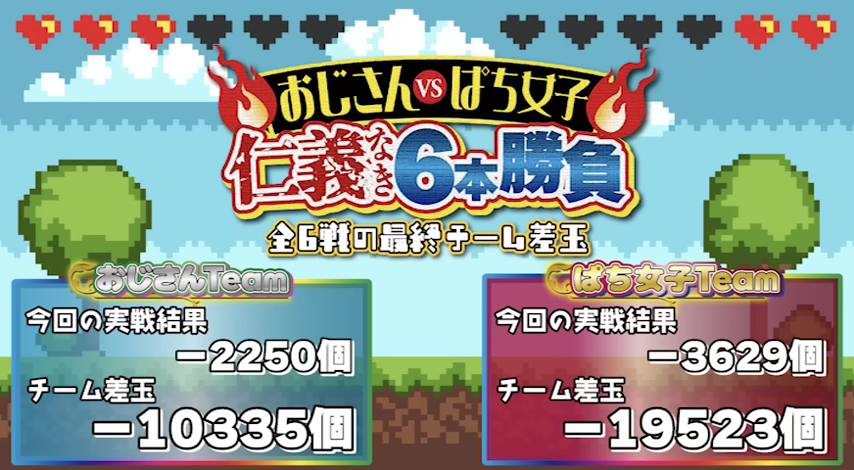 おじさんVSぱち女子
仁義なき6本勝負
全6戦の最終チーム差玉
おじさんTeam
今回の実戦結果
-2250個
チーム差玉
-10335個
ぱち女子Team
今回の実戦結果
-3629個
チーム差玉
-19523個